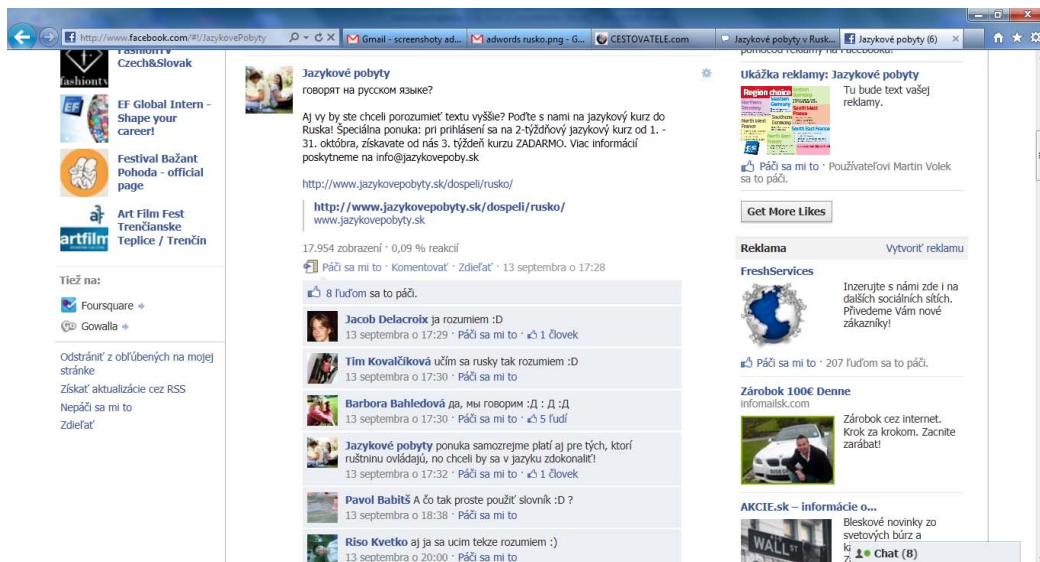 http://www.facebook.com/#!/JazykovePobyty
Gmail - screenshoty ad...
adwords rusko.png - G...
CESTOVATELE.com
Jazykové pobyty v Rusk...
Jazykové pobyty (6)
FashionTV
Czech&Slovak
fashiontv
EF Global Intern -
Shape your
career!
Festival Bažant
Pohoda - official
page
Art Film Fest
Trenčianske
Teplice / Trenčín
artfilm
Tiež na:
Foursquare
Gowalla
Odstrániť z obľúbených na mojej
stránke
Získať aktualizácie cez RSS
Nepáči sa mi to
Zdieľať
Jazykové pobyty
говорят на русском языке?
Aj vy by ste chceli porozumieť textu vyššie? Poďte s nami na jazykový kurz do
Ruska! Špeciálna ponuka: pri prihlásení sa na 2-týždňový jazykový kurz od 1. -
31. októbra, získavate od nás 3. týždeň kurzu ZADARMO. Viac informácií
poskytneme na info@jazykovepoby.sk
http://www.jazykovepobyty.sk/dospeli/rusko/
http://www.jazykovepobyty.sk/dospeli/rusko/
www.jazykovepobyty.sk
17.954 zobrazení · 0,09 % reakcií
Páči sa mi to · Komentovať · Zdieľať · 13 septembra o 17:28
8 ľuďom sa to páči.
Jacob Delacroix ja rozumiem :D
13 septembra o 17:29 · Páči sa mi to · 1 človek
Tim Kovalčíková učím sa rusky tak rozumiem :D
13 septembra o 17:30 · Páči sa mi to
Barbora Bahledová да, мы говорим :Д : Д :Д
13 septembra o 17:30 · Páči sa mi to · 5 ľudí
Jazykové pobyty ponuka samozrejme platí aj pre tých, ktorí
ruštninu ovládajú, no chceli by sa v jazyku zdokonaliť!
13 septembra o 17:32 · Páči sa mi to · 1 človek
Pavol Babitš A čo tak proste použiť slovník :D ?
13 septembra o 18:38 · Páči sa mi to
Riso Kvetko aj ja sa ucim tekze rozumiem :)
13 septembra o 20:00 · Páči sa mi to
pomocou reklamy na Facebooku!
Ukážka reklamy: Jazykové pobyty
Region choice
Tu bude text vašej
reklamy.
Páči sa mi to · Používateľovi Martin Volek
sa to páči.
Get More Likes
Reklama
Vytvoriť reklamu
FreshServices
Inzerujte s námi zde i na
dalších sociálních sítích.
Přivedeme Vám nové
zákazníky!
Páči sa mi to · 207 ľuďom sa to páči.
Zárobok 100€ Denne
infomailsk.com
Zárobok cez internet.
Krok za krokom. Zacnite
zarábat!
AKCIE.sk – informácie o...
Bleskové novinky zo
svetových búrz a
WALL ST
Chat (8)